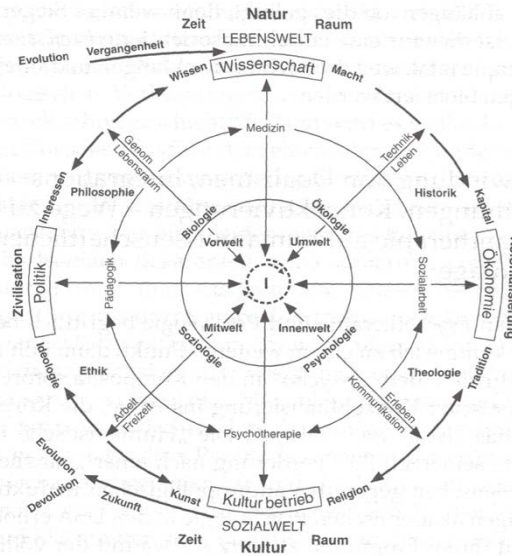 Natur
Zeit
Raum
LEBENSWELT
Evolution
Vergangenheit
Wissen
Wissenschaft
Macht
Medizin
Genom
Lebensraum
Technik
Leben
Interessen
Philosophie
Historik
Kapital
Biologie
Ökologie
Vorwelt
Umwelt
Zivilisation
Politik
Pädagogik
I
Sozialarbeit
Ökonomie
Mitwelt
Innenwelt
Soziologie
Psychologie
Ideologie
Ethik
Theologie
Tradition
Arbeit
Freizeit
Erleben
Kommunikation
Psychotherapie
Evolution
Devolution
Zukunft
Kunst
Kulturbetrieb
Religion
SOZIALWELT
Zeit
Raum
Kultur